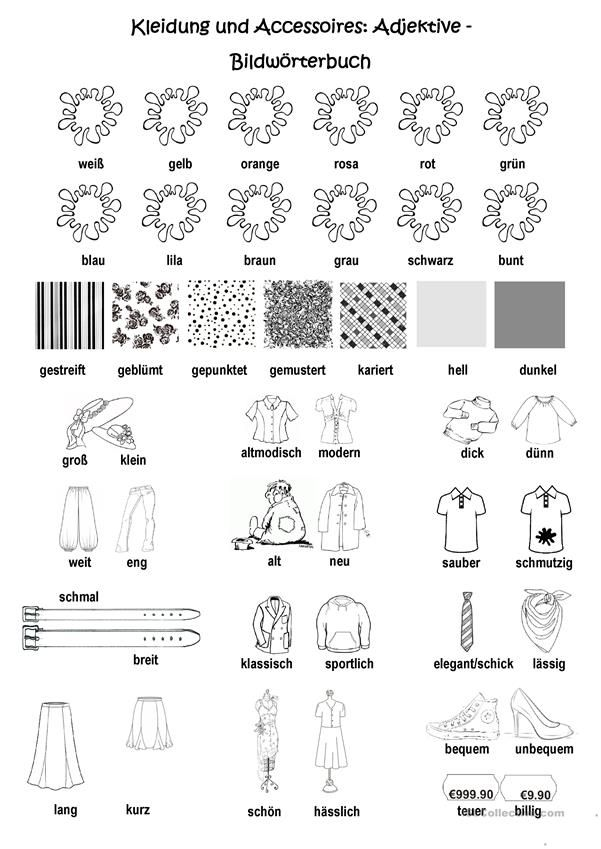 Kleidung und Accessoires: Adjektive -
Bildwörterbuch
weiß gelb orange rosa rot grün
blau lila braun grau schwarz bunt
gestreift geblümt gepunktet gemustert kariert hell dunkel
groß klein altmodisch modern dick dünn
weit eng alt neu sauber schmutzig
schmal
breit klassisch sportlich elegant/schick lässig
bequem unbequem
€999.90 €9.90
lang kurz schön hässlich teuer billig